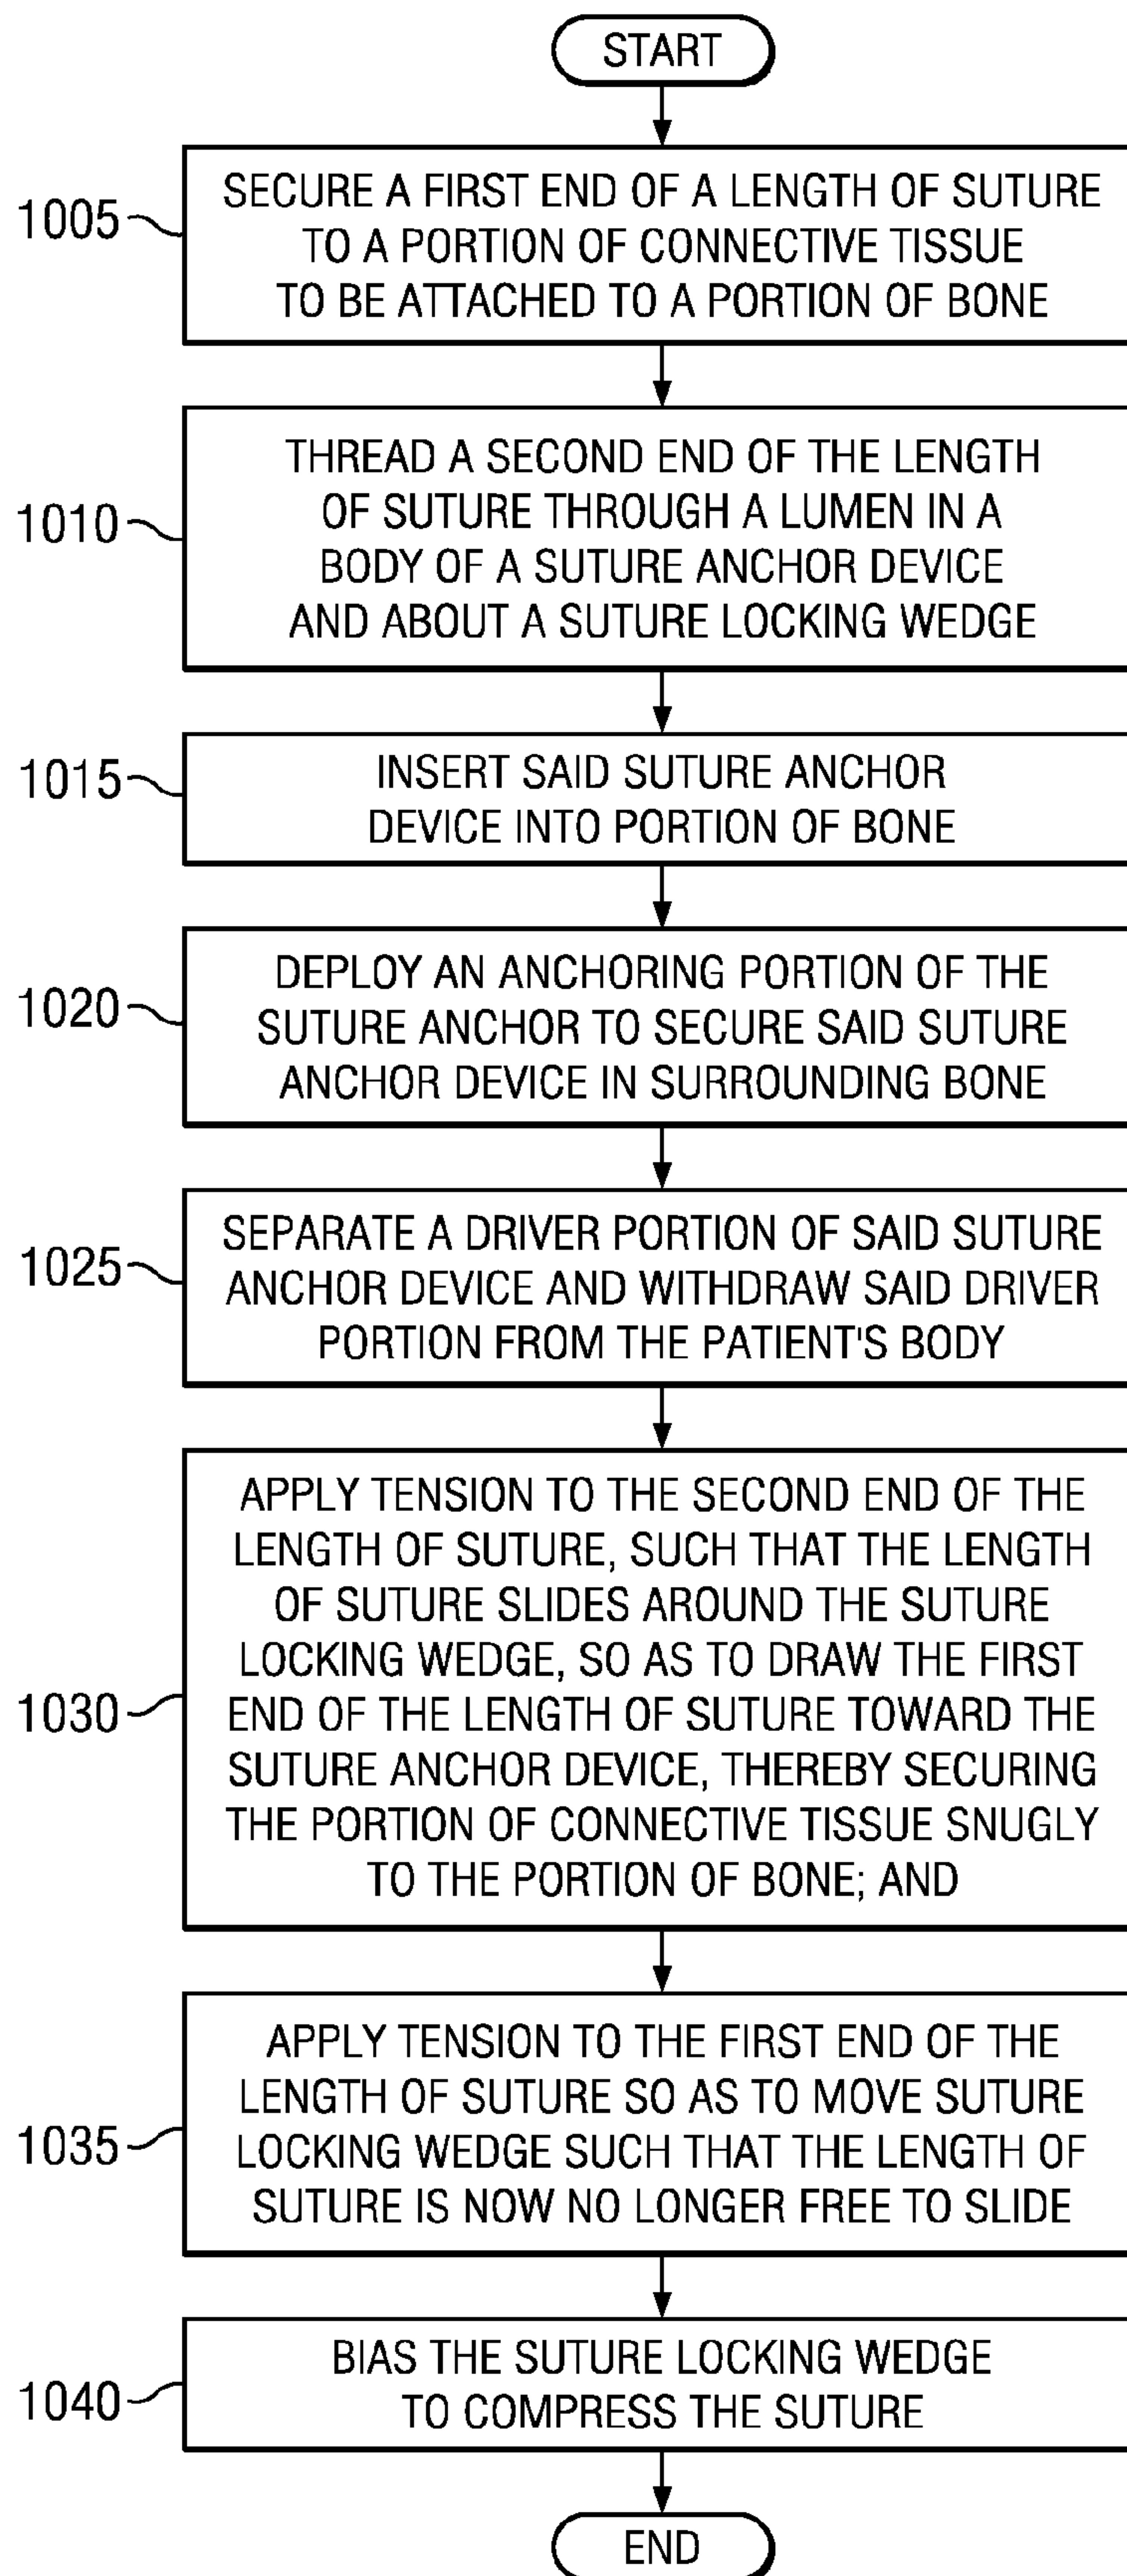 START
1005
SECURE A FIRST END OF A LENGTH OF SUTURE
TO A PORTION OF CONNECTIVE TISSUE
TO BE ATTACHED TO A PORTION OF BONE
1010
THREAD A SECOND END OF THE LENGTH
OF SUTURE THROUGH A LUMEN IN A
BODY OF A SUTURE ANCHOR DEVICE
AND ABOUT A SUTURE LOCKING WEDGE
1015
INSERT SAID SUTURE ANCHOR
DEVICE INTO PORTION OF BONE
1020
DEPLOY AN ANCHORING PORTION OF THE
SUTURE ANCHOR TO SECURE SAID SUTURE
ANCHOR DEVICE IN SURROUNDING BONE
1025
SEPARATE A DRIVER PORTION OF SAID SUTURE
ANCHOR DEVICE AND WITHDRAW SAID DRIVER
PORTION FROM THE PATIENT'S BODY
1030
APPLY TENSION TO THE SECOND END OF THE
LENGTH OF SUTURE, SUCH THAT THE LENGTH
OF SUTURE SLIDES AROUND THE SUTURE
LOCKING WEDGE, SO AS TO DRAW THE FIRST
END OF THE LENGTH OF SUTURE TOWARD THE
SUTURE ANCHOR DEVICE, THEREBY SECURING
THE PORTION OF CONNECTIVE TISSUE SNUGLY
TO THE PORTION OF BONE; AND
1035
APPLY TENSION TO THE FIRST END OF THE
LENGTH OF SUTURE SO AS TO MOVE SUTURE
LOCKING WEDGE SUCH THAT THE LENGTH OF
SUTURE IS NOW NO LONGER FREE TO SLIDE
1040
BIAS THE SUTURE LOCKING WEDGE
TO COMPRESS THE SUTURE
END